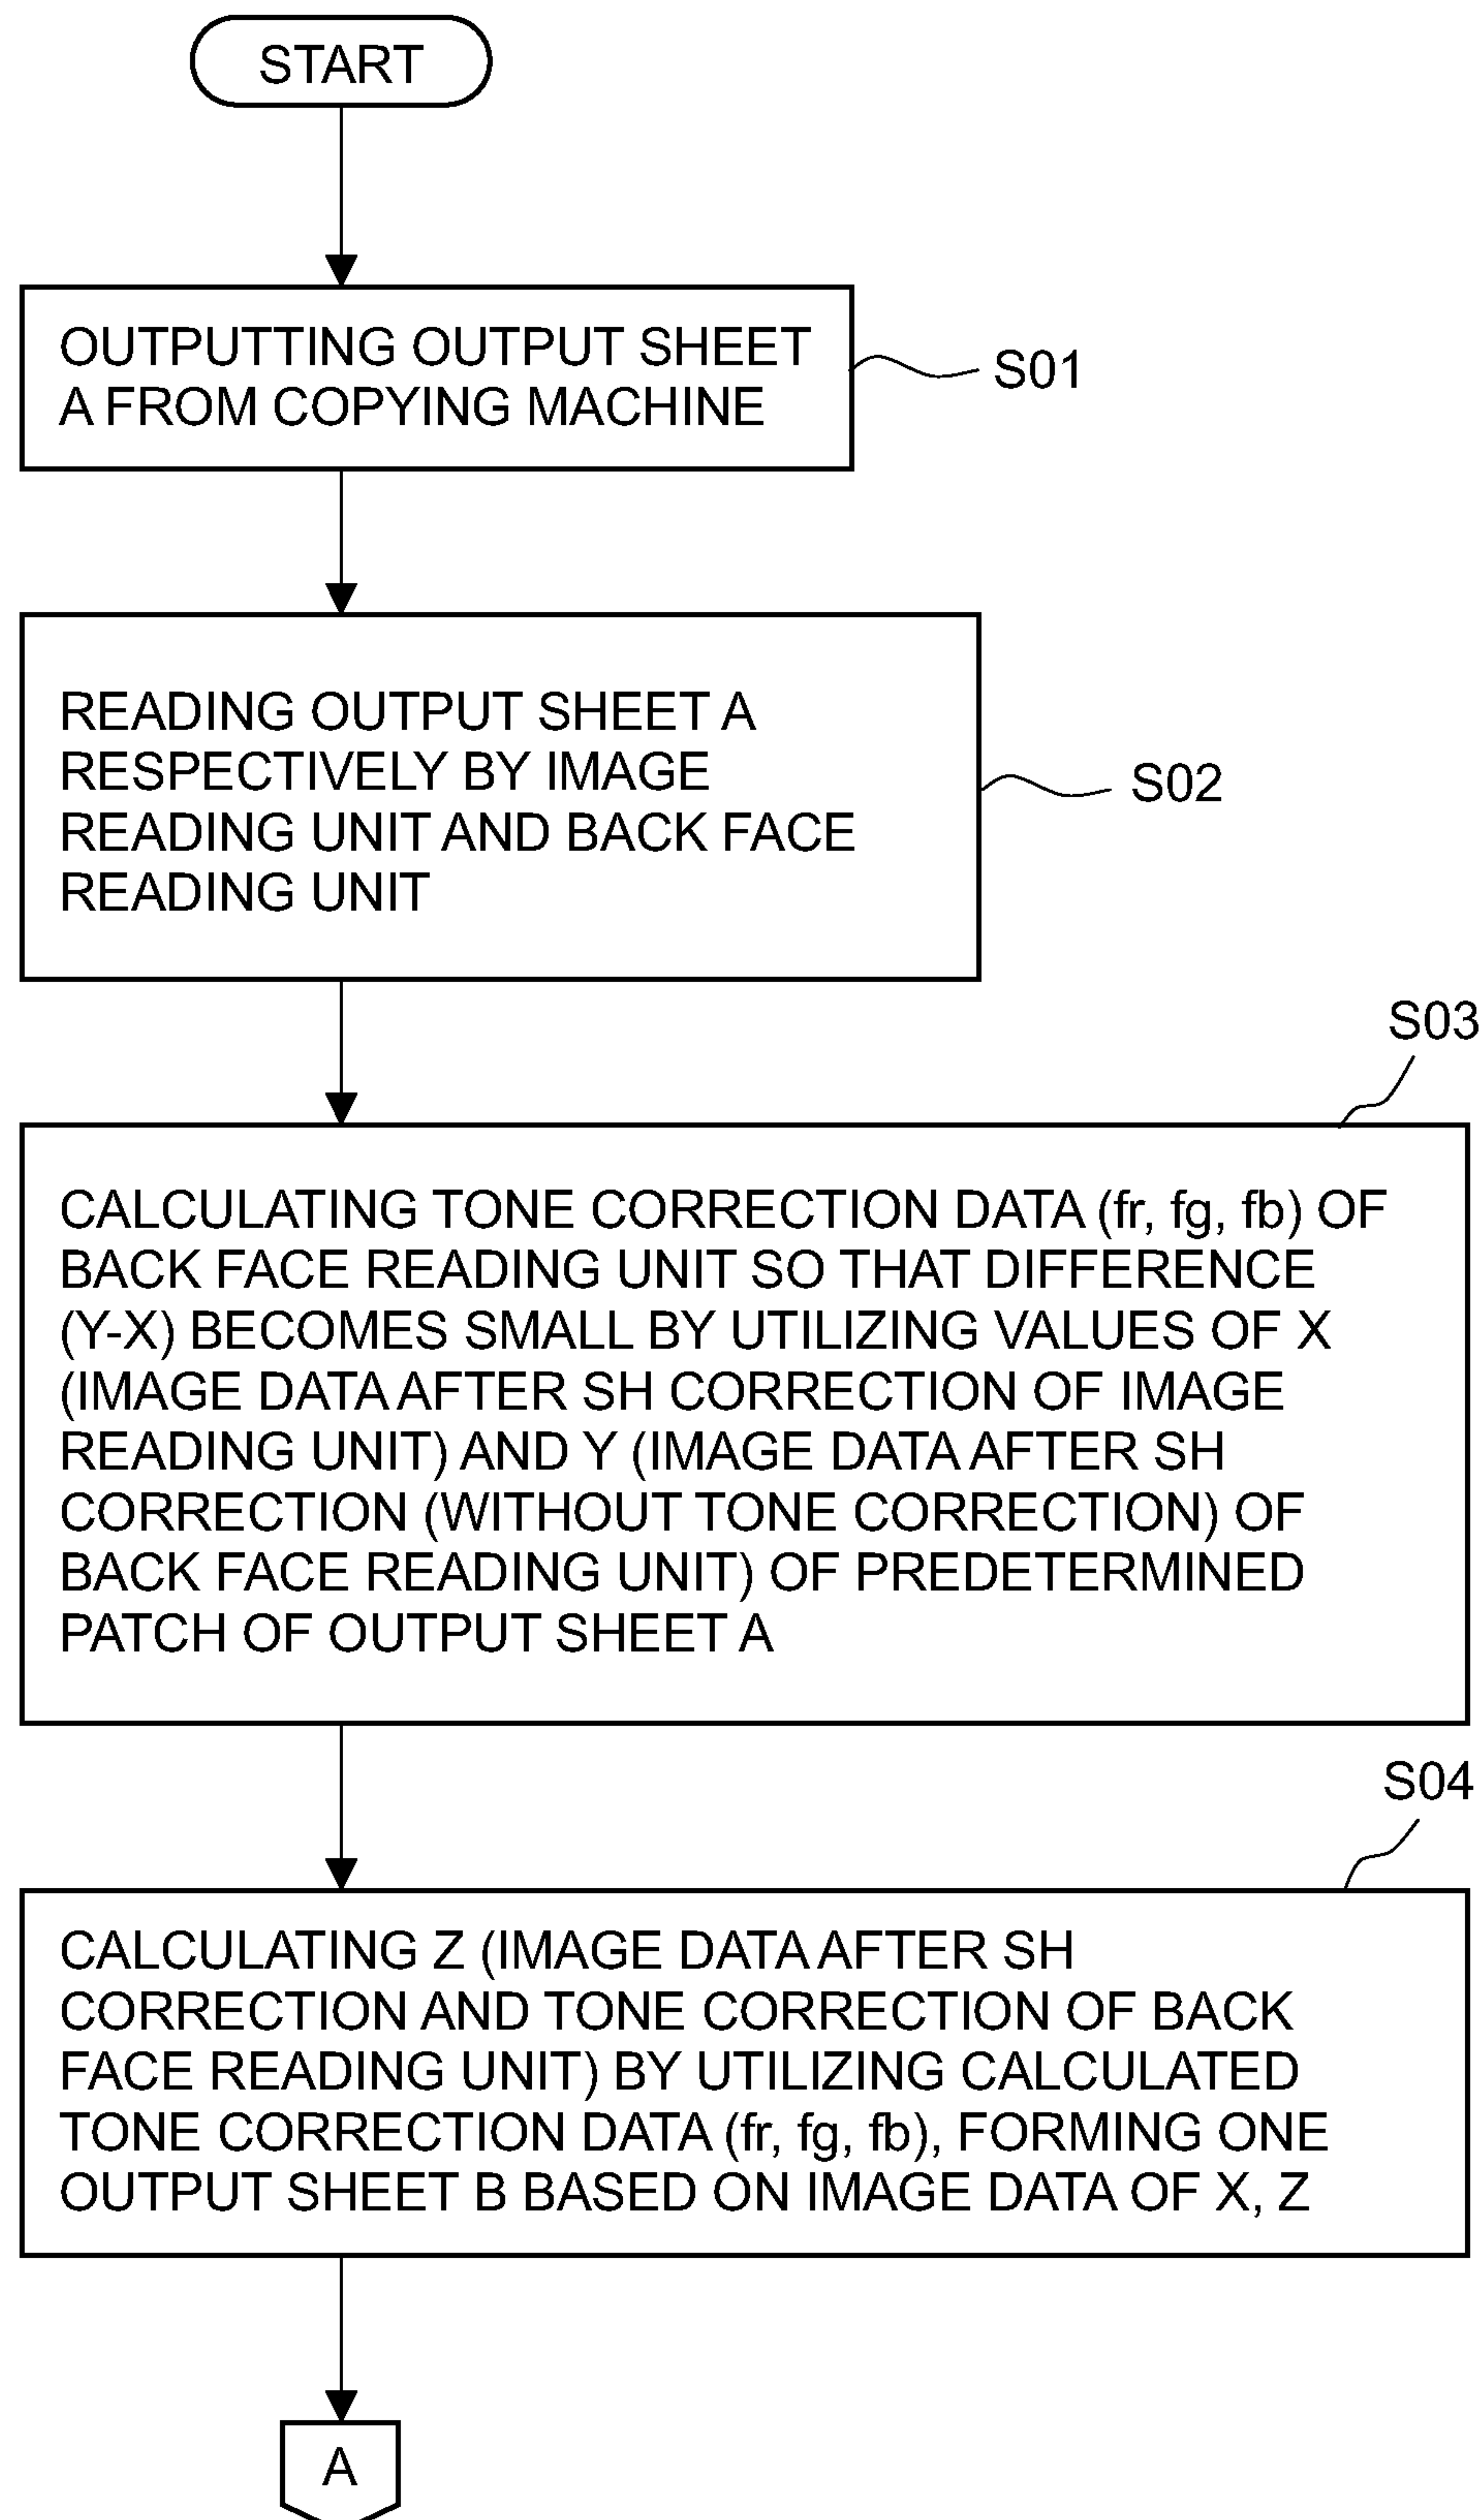 START
OUTPUTTING OUTPUT SHEET
A FROM COPYING MACHINE
S01
READING OUTPUT SHEET A
RESPECTIVELY BY IMAGE
READING UNIT AND BACK FACE
READING UNIT
S02
S03
CALCULATING TONE CORRECTION DATA (fr, fg, fb) OF
BACK FACE READING UNIT SO THAT DIFFERENCE
(Y-X) BECOMES SMALL BY UTILIZING VALUES OF X
(IMAGE DATA AFTER SH CORRECTION OF IMAGE
READING UNIT) AND Y (IMAGE DATA AFTER SH
CORRECTION (WITHOUT TONE CORRECTION) OF
BACK FACE READING UNIT) OF PREDETERMINED
PATCH OF OUTPUT SHEET A
S04
CALCULATING Z (IMAGE DATA AFTER SH
CORRECTION AND TONE CORRECTION OF BACK
FACE READING UNIT) BY UTILIZING CALCULATED
TONE CORRECTION DATA (fr, fg, fb), FORMING ONE
OUTPUT SHEET B BASED ON IMAGE DATA OF X, Z
A